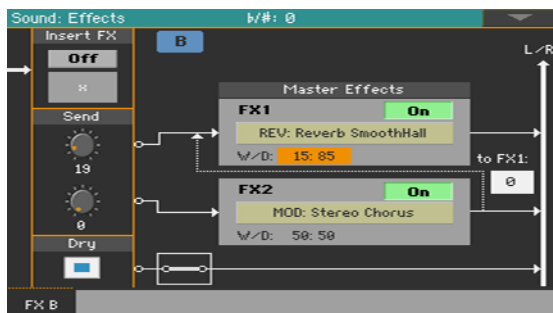 Sound: Effects ♭/#: 0
Insert FX
Off
×
B
L/R
Send
19
0
Dry
Master Effects
FX1 On
REV: Reverb SmoothHall
W/D: 15: 85
to FX1:
0
FX2 On
MOD: Stereo Chorus
W/D: 50: 50
FX B